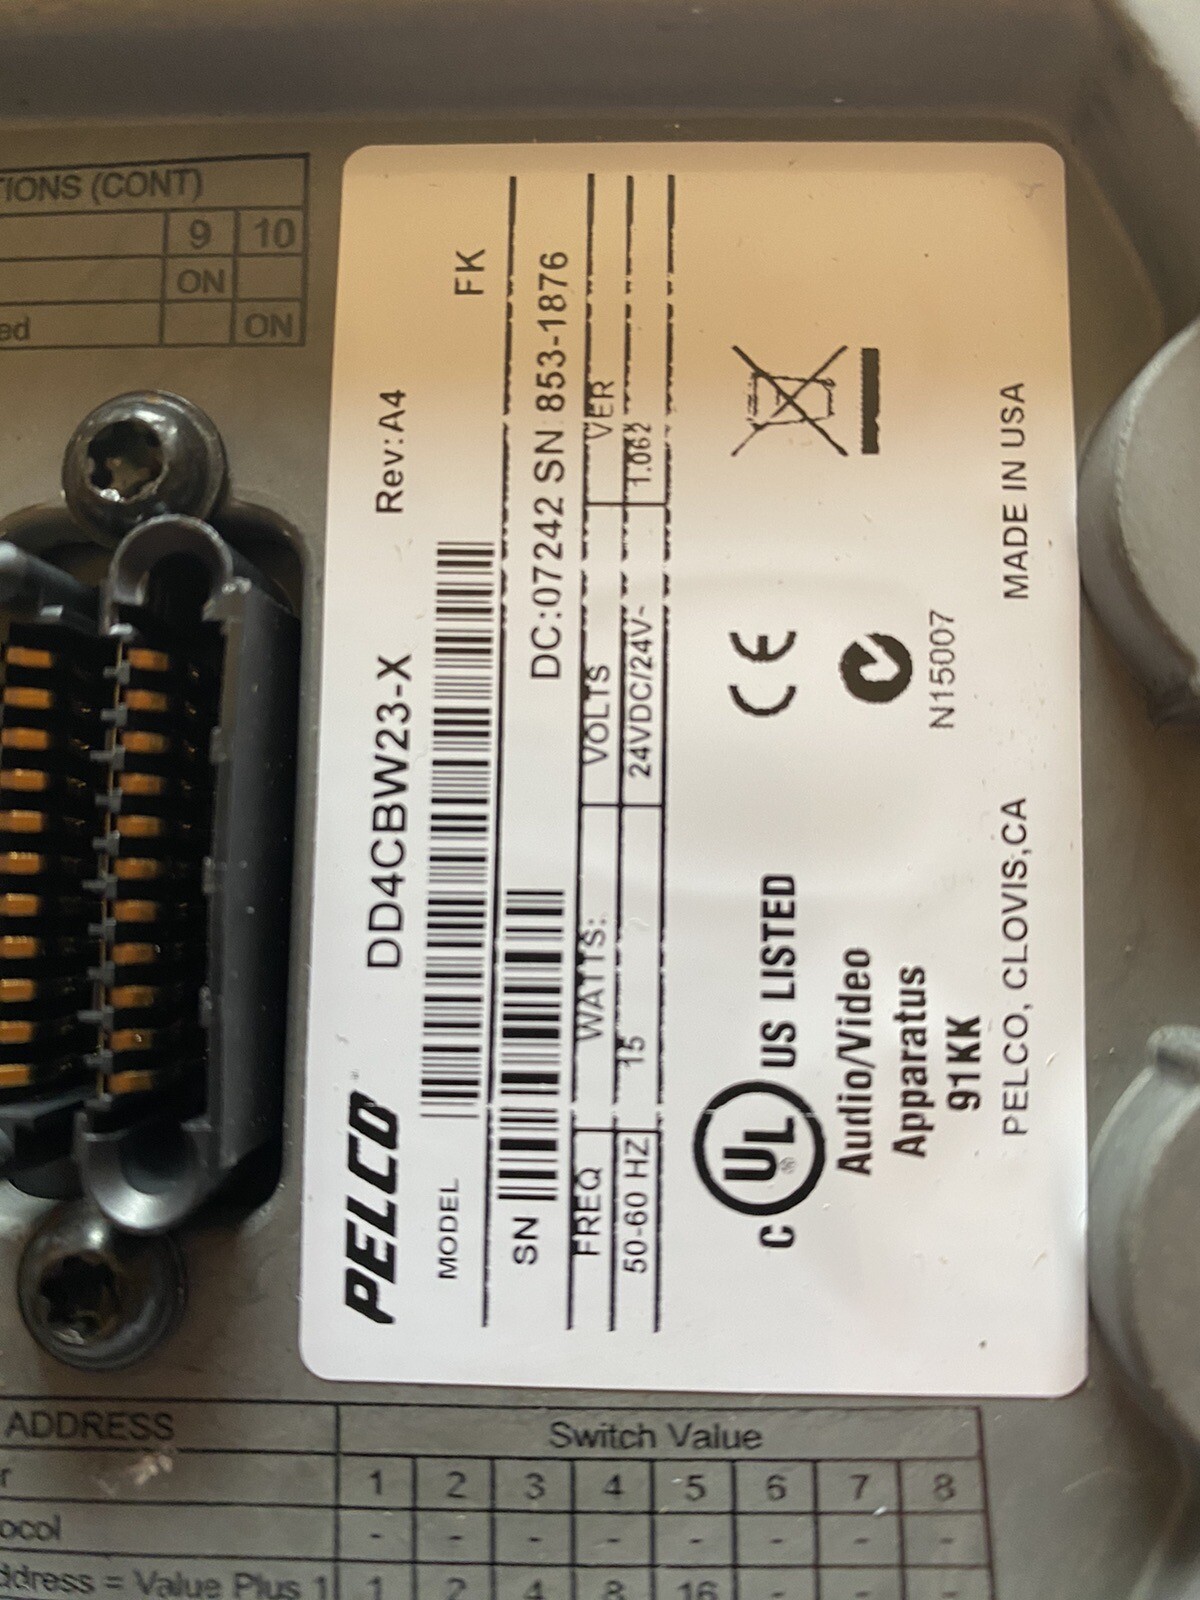 TIONS (CONT)
9 10
ON
ed ON
PELCO
DD4CBW23-X Rev:A4
MODEL FK
SN DC:07242 SN 853-1876
FREQ WATTS: VOLTS VER
50-60 HZ 15 24VDC/24V~ 1.062
C UL ® US LISTED CE
Audio/Video
Apparatus N15007
91KK
PELCO, CLOVIS,CA MADE IN USA
ADDRESS Switch Value
r 1 2 3 4 5 6 7 8
ocol - - - - - - - -
ddress = Value Plus 1 1 2 4 8 16 - - -